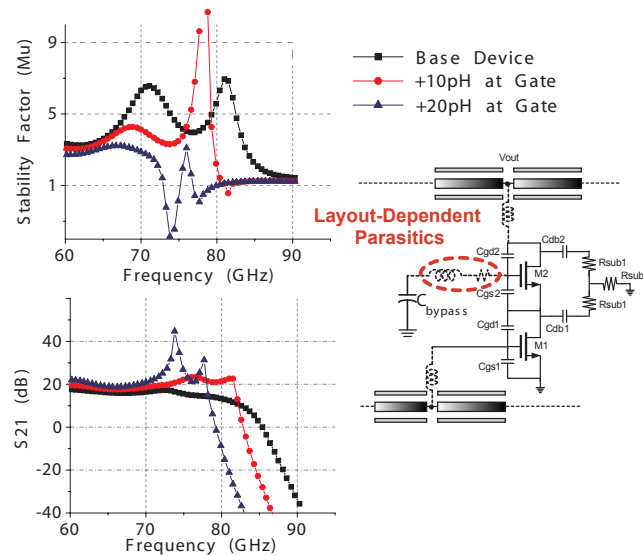 Stability Factor (Mu)
9
5
1
60
70
80
90
Frequency (GHz)
Base Device
+10pH at Gate
+20pH at Gate
S21 (dB)
40
20
0
-20
-40
60
70
80
90
Frequency (GHz)
Vout
Layout-Dependent
Parasitics
Cgd2
Cdb2
Rsub1
M2
Rsub
Cgs2
Cbypass
Rsub1
Cgd1
Cdb1
M1
Cgs1